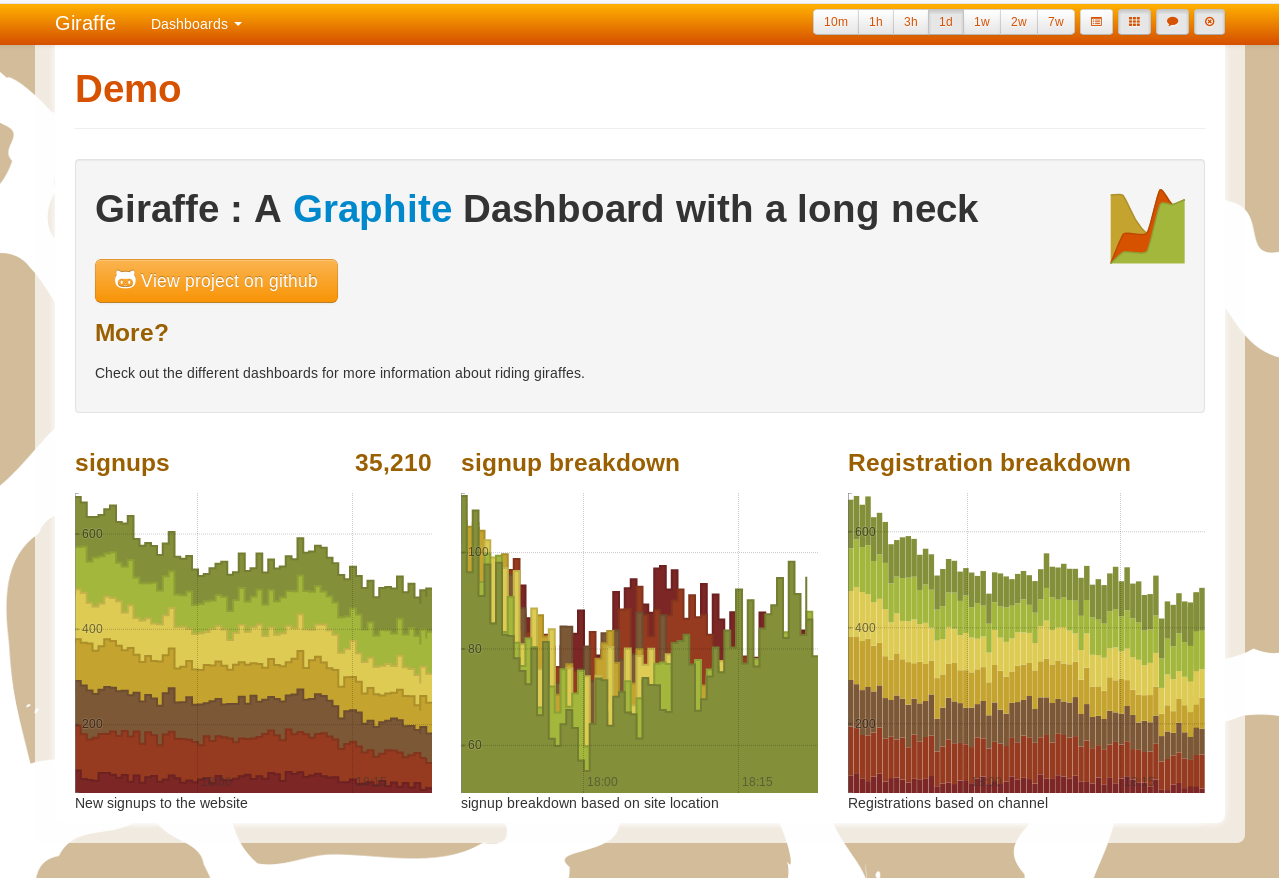 Giraffe Dashboards 10m 1h 3h 1d 1w 2w 7w
Demo
Giraffe : A Graphite Dashboard with a long neck
View project on github
More?
Check out the different dashboards for more information about riding giraffes.
signups 35,210
600
400
200
18:15
New signups to the website
signup breakdown
100
80
60
18:00 18:15
signup breakdown based on site location
Registration breakdown
600
400
200
Registrations based on channel